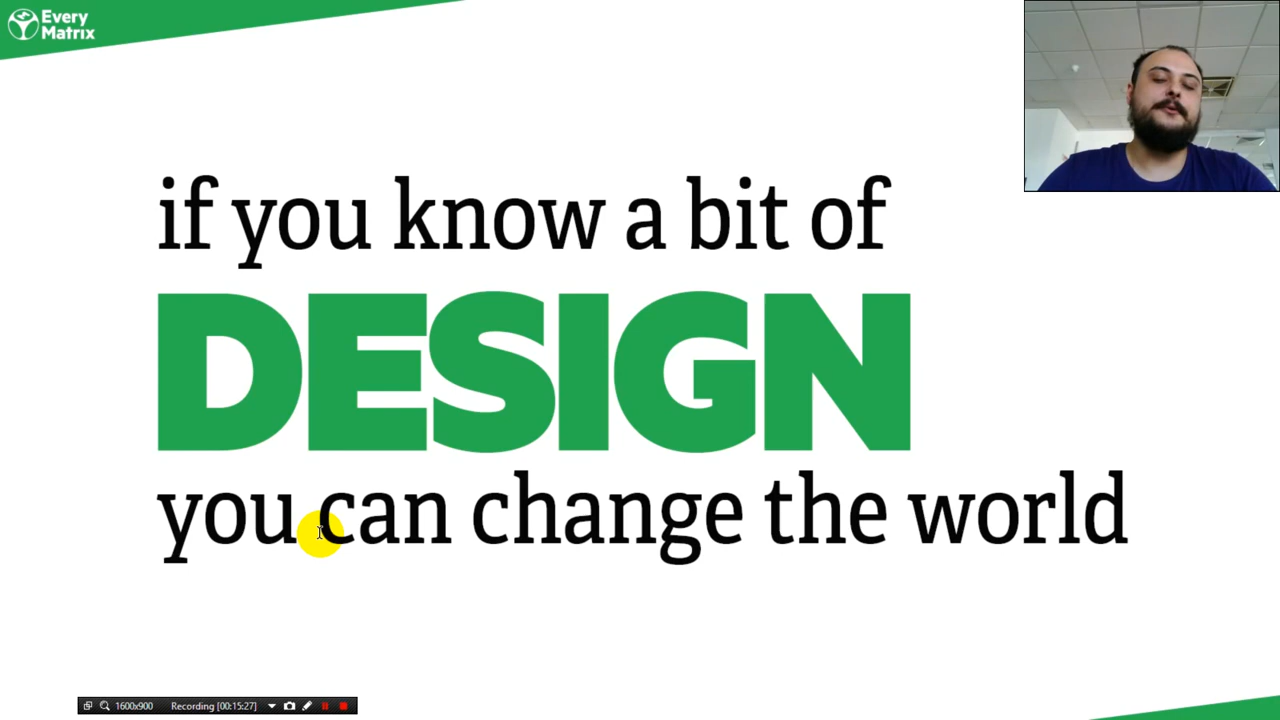 Every
Matrix
if you know a bit of
DESIGN
you can change the world
1600x900 Recording [00:15:27]